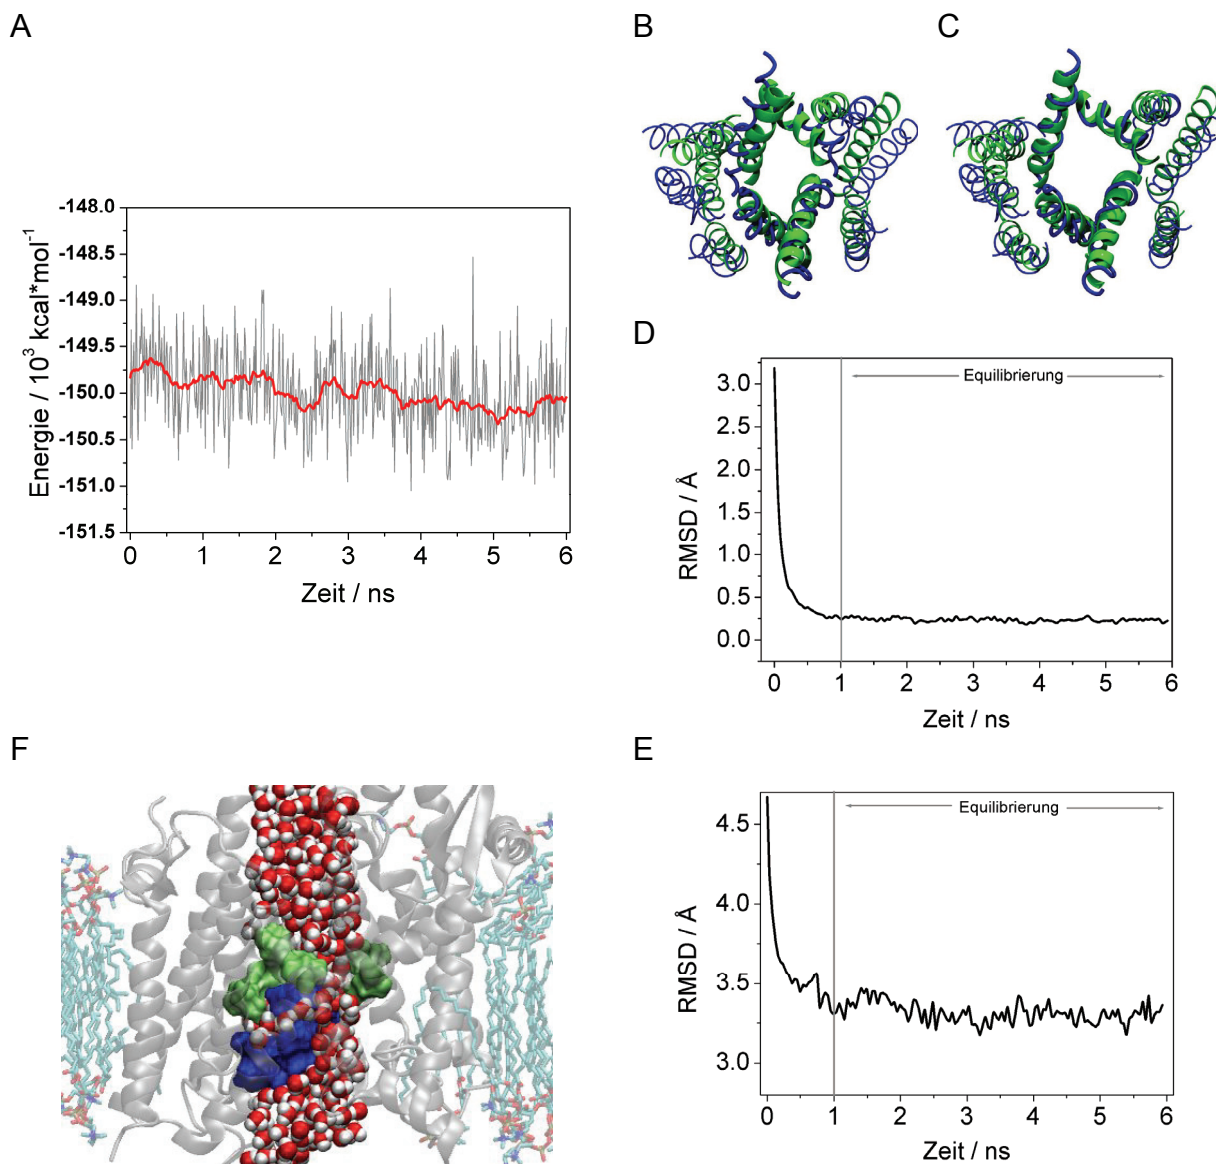 A
B
C
-148.0
-148.5
-149.0
-149.5
-150.0
-150.5
-151.0
-151.5
Energie / 10³ kcal*mol⁻¹
0 1 2 3 4 5 6
Zeit / ns
D
3.0
2.5
2.0
1.5
1.0
0.5
0.0
RMSD / Å
Equilibrierung
0 1 2 3 4 5 6
Zeit / ns
F
E
4.5
4.0
3.5
3.0
RMSD / Å
Equilibrierung
0 1 2 3 4 5 6
Zeit / ns